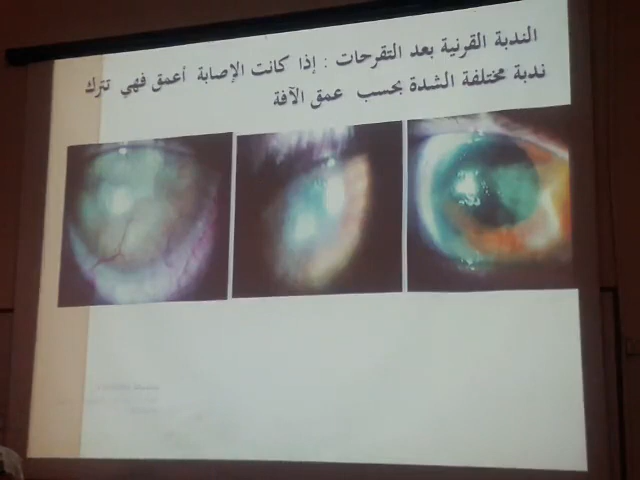 الندبة القرنية بعد التقرحات : إذا كانت الإصابة أعمق فهي تترك
ندبة مختلفة الشدة بحسب عمق الآفة